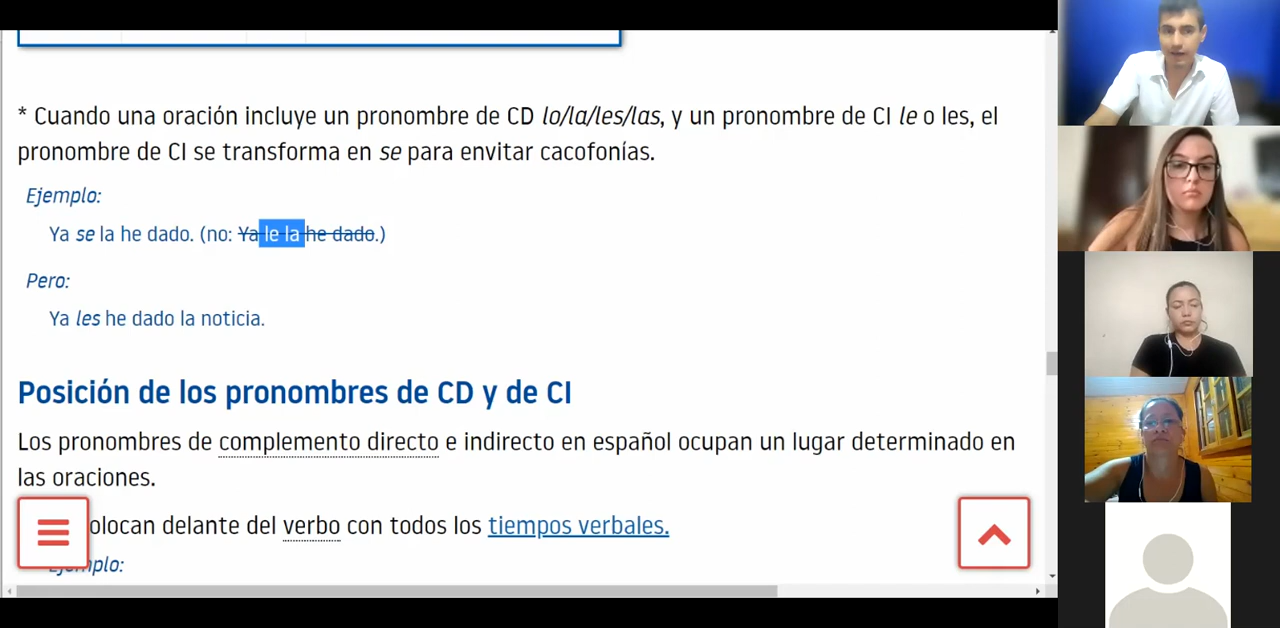 * Cuando una oración incluye un pronombre de CD lo/la/les/las, y un pronombre de CI le o les, el
pronombre de CI se transforma en se para envitar cacofonías.
Ejemplo:
Ya se la he dado. (no: Ya le la he dado.)
Pero:
Ya les he dado la noticia.
Posición de los pronombres de CD y de CI
Los pronombres de complemento directo e indirecto en español ocupan un lugar determinado en
las oraciones.
olocan delante del verbo con todos los tiempos verbales.
Ejemplo: